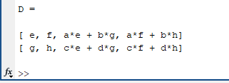 D =
[ e, f, a*e + b*g, a*f + b*h]
[ g, h, c*e + d*g, c*f + d*h]
fx >>